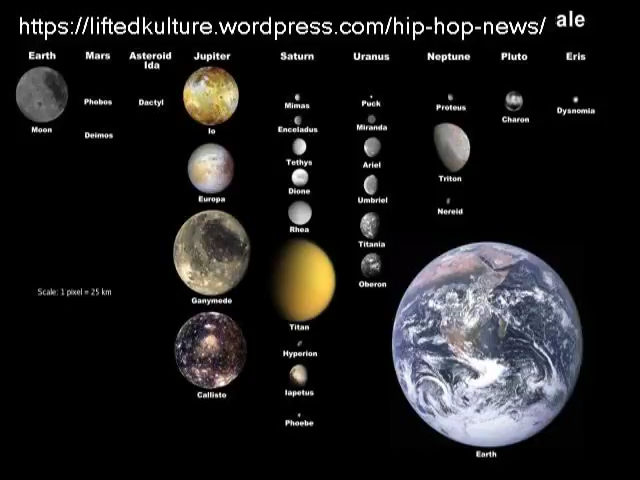 https://liftedkulture.wordpress.com/hip-hop-news/ ale
Earth Mars Asteroid Ida Jupiter Saturn Uranus Neptune Pluto Eris
Moon
Phobos
Deimos
Dactyl
Io
Europa
Ganymede
Callisto
Mimas
Enceladus
Tethys
Dione
Rhea
Titan
Hyperion
Iapetus
Phoebe
Puck
Miranda
Ariel
Umbriel
Titania
Oberon
Proteus
Triton
Nereid
Charon
Dysnomia
Scale: 1 pixel = 25 km
Earth